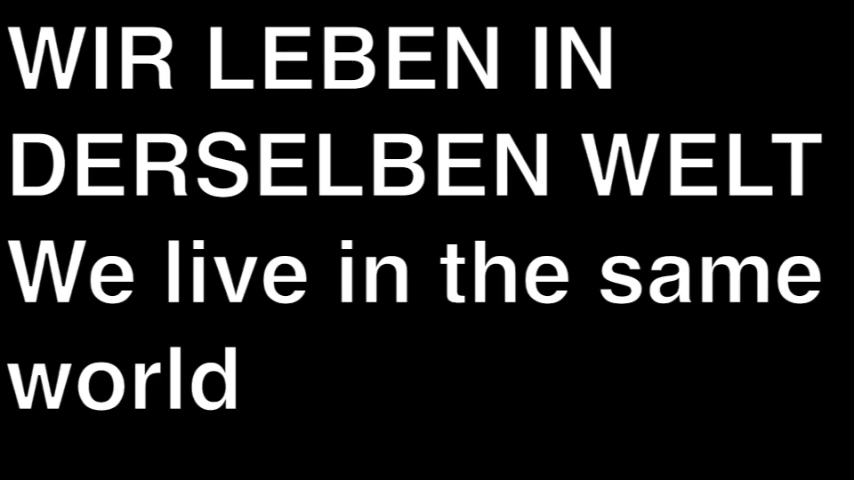 WIR LEBEN IN
DERSELBEN WELT
We live in the same
world